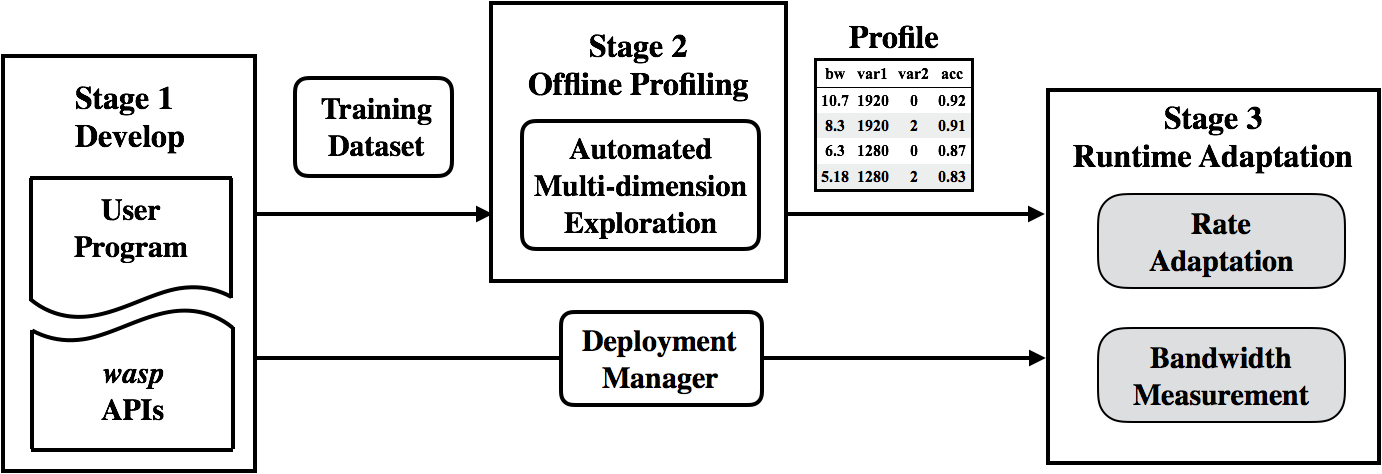 Stage 1
Develop
User
Program
wasp
APIs
Training
Dataset
Stage 2
Offline Profiling
Automated
Multi-dimension
Exploration
Deployment
Manager
Profile
bw var1 var2 acc
10.7 1920 0 0.92
8.3 1920 2 0.91
6.3 1280 0 0.87
5.18 1280 2 0.83
Stage 3
Runtime Adaptation
Rate
Adaptation
Bandwidth
Measurement